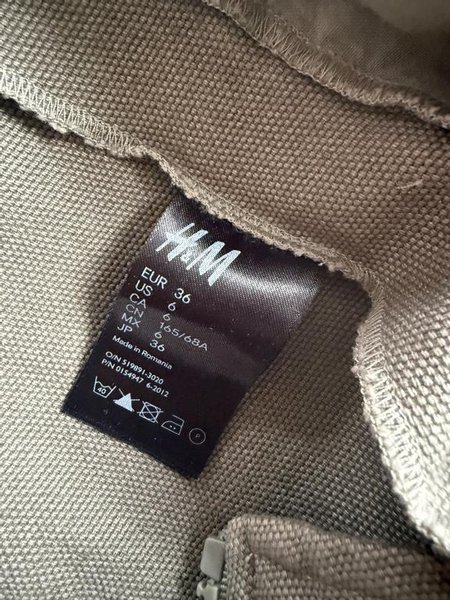 H&M
EUR 36
US 6
CA 6
CN 165/68A
MX 6
JP 36
Made in Romania
O/N 519891-3020
P/N 0154947 6-2012
40
P